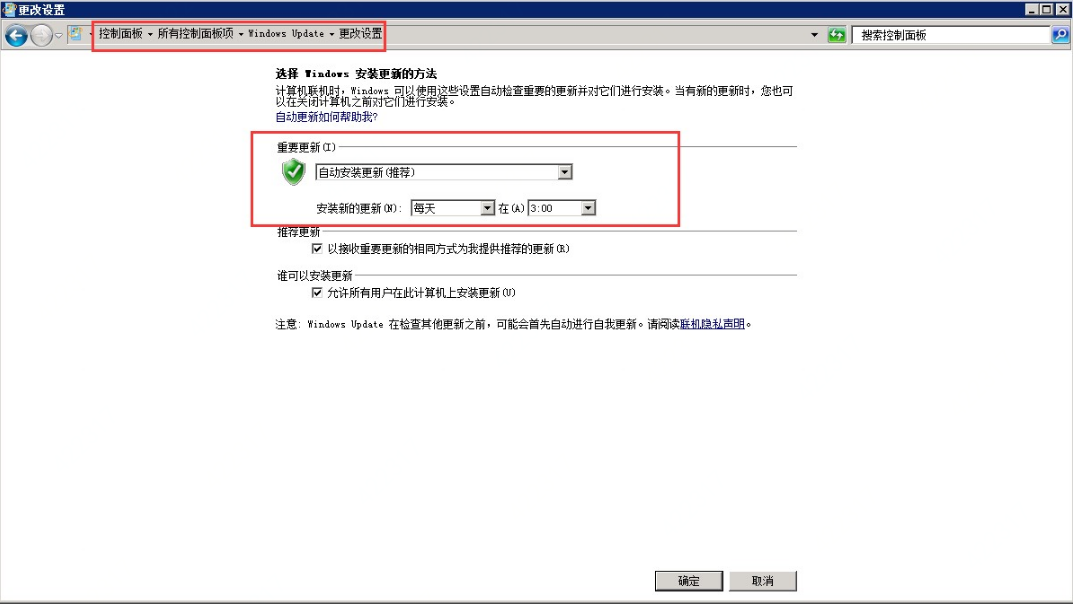 更改设置
控制面板 ▾ 所有控制面板项 ▾ Windows Update ▾ 更改设置
搜索控制面板
选择 Windows 安装更新的方法
计算机联机时，Windows 可以使用这些设置自动检查重要的更新并对它们进行安装。当有新的更新时，您也可
以在关闭计算机之前对它们进行安装。
自动更新如何帮助我?
重要更新(I)
自动安装更新(推荐)
安装新的更新(N): 每天 在(A) 3:00
推荐更新
以接收重要更新的相同方式为我提供推荐的更新(R)
谁可以安装更新
允许所有用户在此计算机上安装更新(U)
注意: Windows Update 在检查其他更新之前，可能会首先自动进行自我更新。请阅读联机隐私声明。
确定 取消